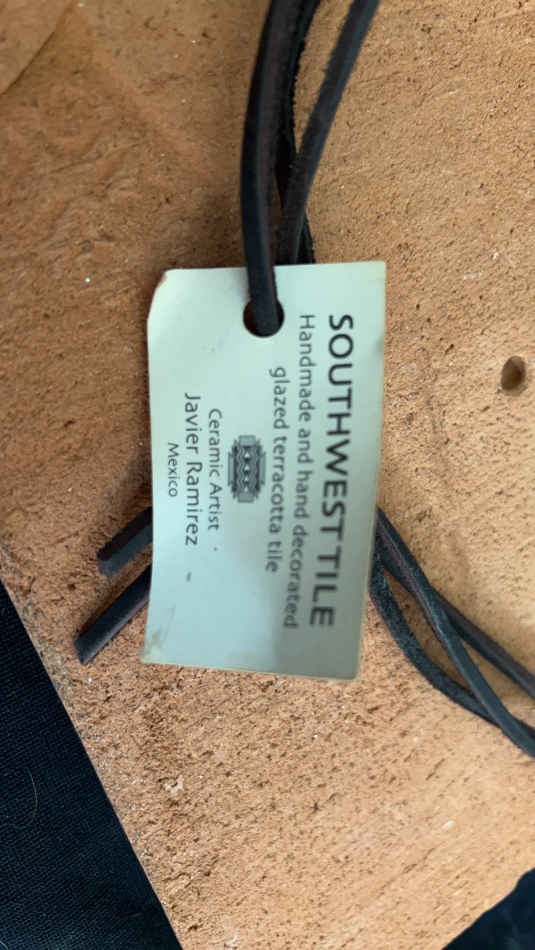 SOUTHWEST TILE
Handmade and hand decorated
glazed terracotta tile
Ceramic Artist
Javier Ramirez
Mexico